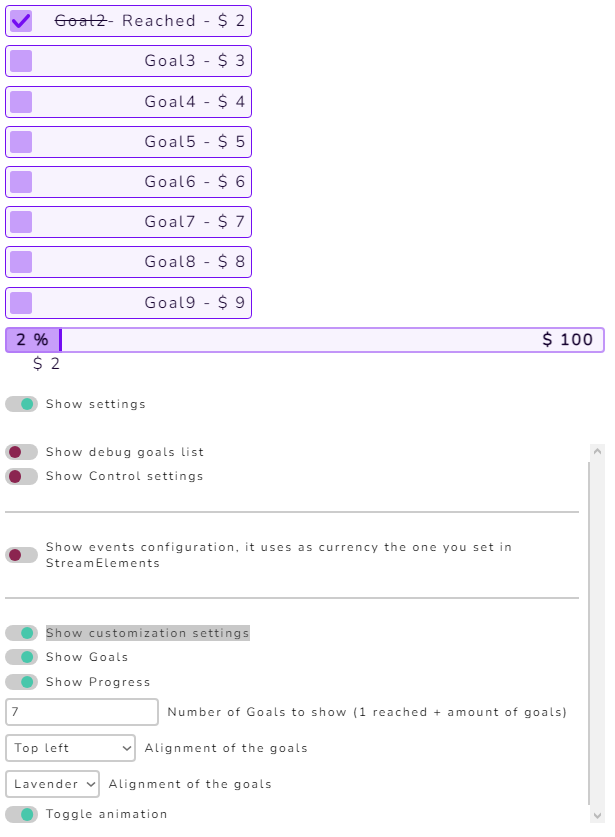 Goal2- Reached - $ 2
Goal3 - $ 3
Goal4 - $ 4
Goal5 - $ 5
Goal6 - $ 6
Goal7 - $ 7
Goal8 - $ 8
Goal9 - $ 9
2 % $ 100
$ 2
Show settings
Show debug goals list
Show Control settings
Show events configuration, it uses as currency the one you set in
StreamElements
Show customization settings
Show Goals
Show Progress
7 Number of Goals to show (1 reached + amount of goals)
Top left Alignment of the goals
Lavender Alignment of the goals
Toggle animation